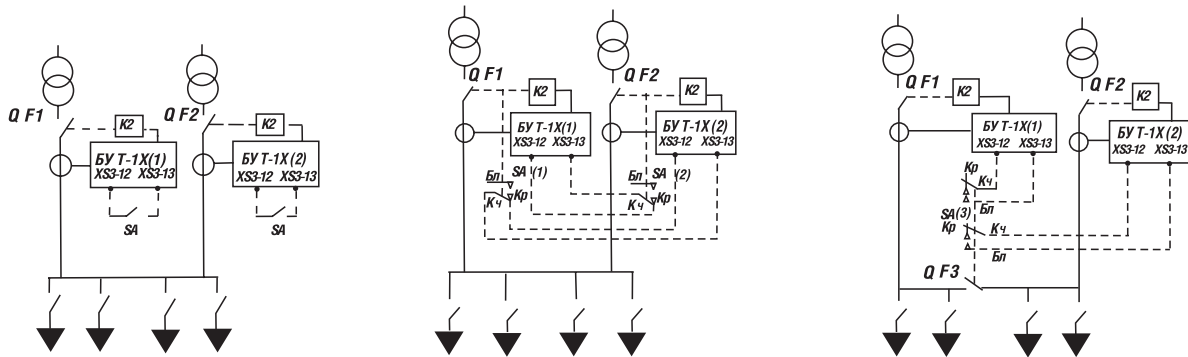 Q F1
Q F2
K2
K2
БУ Т-1Х(1)
XS3-12 XS3-13
БУ Т-1Х(2)
XS3-12 XS3-13
SA
SA
Q F1
Q F2
K2
K2
БУ Т-1Х(1)
XS3-12 XS3-13
БУ Т-1Х(2)
XS3-12 XS3-13
SA (1)
SA (2)
Бл
Кч
Кр
Бл
Кч
Кр
Q F1
Q F2
K2
K2
БУ Т-1Х(1)
XS3-12 XS3-13
БУ Т-1Х(2)
XS3-12 XS3-13
Кр
Кч
Бл
SA(3)
Кр
Кч
Бл
Q F3